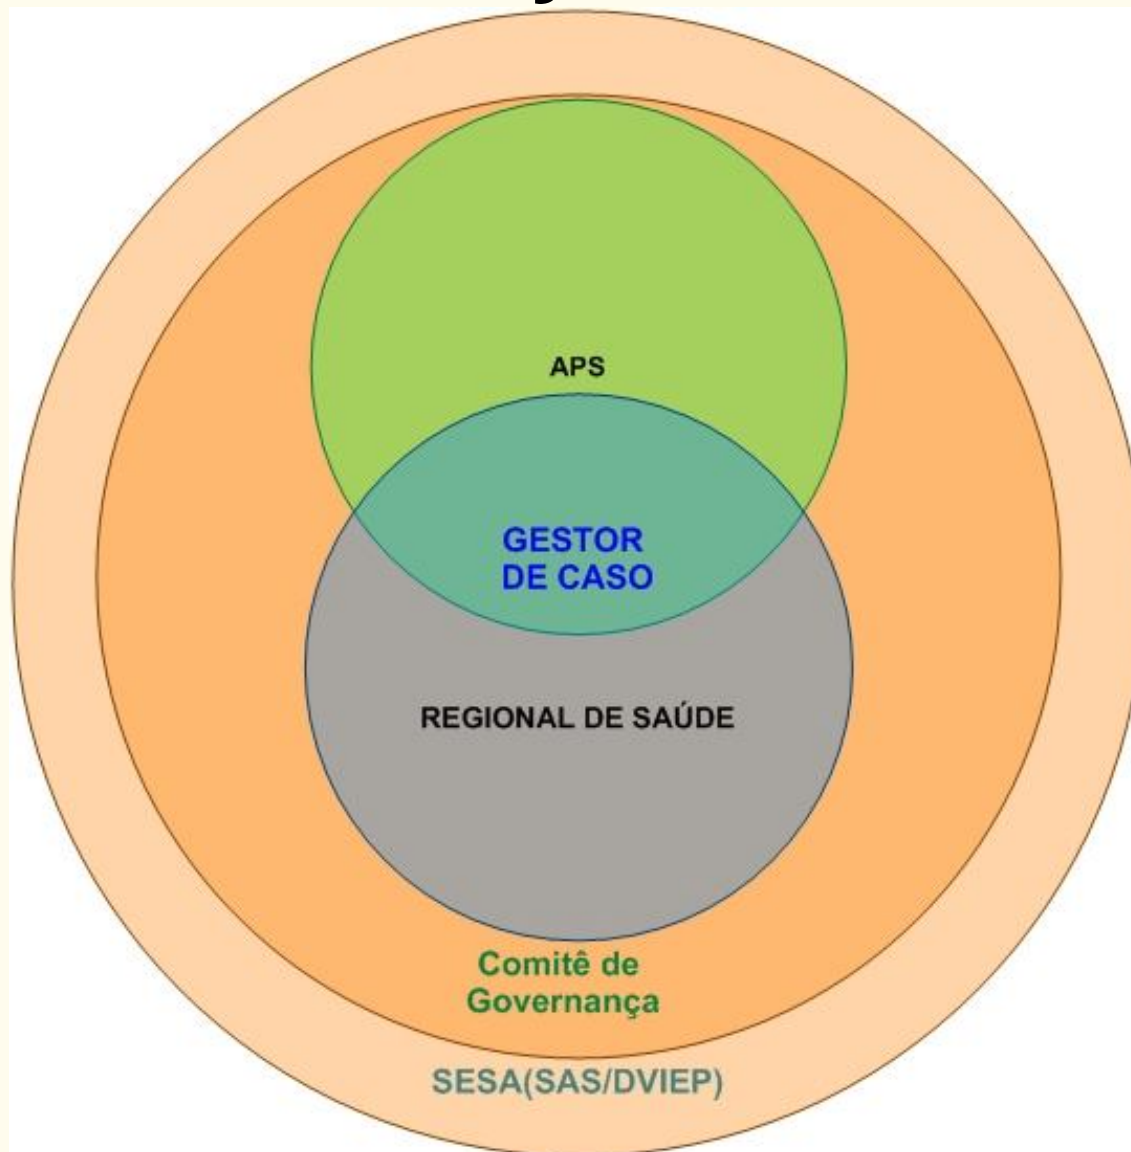 APS
GESTOR
DE CASO
REGIONAL DE SAÚDE
Comitê de
Governança
SESA(SAS/DVIEP)